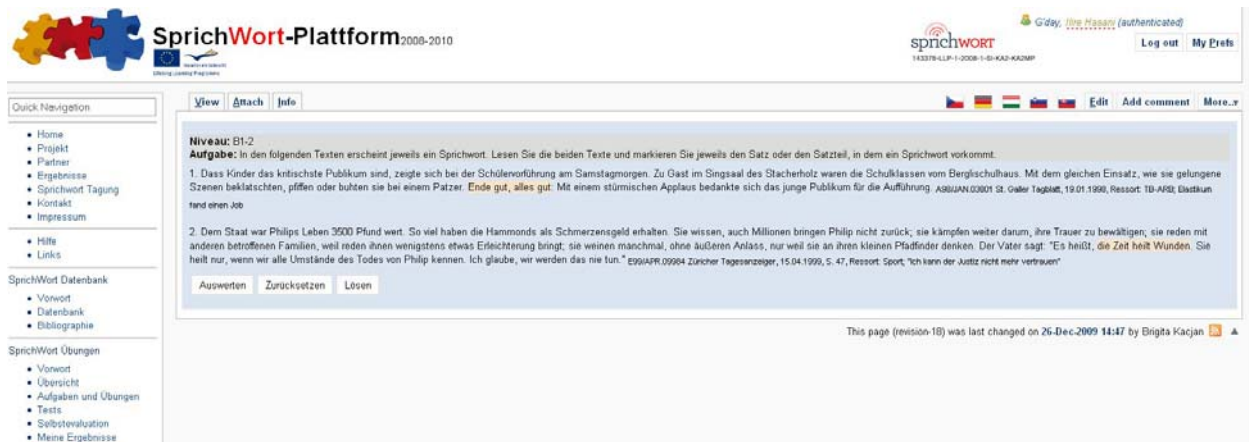 SprichWort-Plattform2008-2010
sprichWORT
143376-LLP-1-2008-1-SI-KA2-KA2MP
G'day, Ilire Hasani (authenticated)
Log out My Prefs
Quick Navigation
Home
Projekt
Partner
Ergebnisse
Sprichwort Tagung
Kontakt
Impressum
Hilfe
Links
SprichWort Datenbank
Vorwort
Datenbank
Bibliographie
SprichWort Übungen
Vorwort
Übersicht
Aufgaben und Übungen
Tests
Selbstevaluation
Meine Ergebnisse
View Attach Info
Edit Add comment More...
Niveau: B1-2
Aufgabe: In den folgenden Texten erscheint jeweils ein Sprichwort. Lesen Sie die beiden Texte und markieren Sie jeweils den Satz oder den Satzteil, in dem ein Sprichwort vorkommt.
1. Dass Kinder das kritischste Publikum sind, zeigte sich bei der Schülervorführung am Samstagmorgen. Zu Gast im Singsaal des Stacherholz waren die Schulklassen vom Berglischulhaus. Mit dem gleichen Einsatz, wie sie gelungene
Szenen beklatschten, pfiffen oder buhten sie bei einem Patzer. Ende gut, alles gut: Mit einem stürmischen Applaus bedankte sich das junge Publikum für die Aufführung. A98/JAN.03801 St. Galler Tagblatt, 19.01.1998, Ressort: TB-ARB; Elastikum
fand einen Job
2. Dem Staat war Philips Leben 3500 Pfund wert. So viel haben die Hammonds als Schmerzensgeld erhalten. Sie wissen, auch Millionen bringen Philip nicht zurück; sie kämpfen weiter darum, ihre Trauer zu bewältigen; sie reden mit
anderen betroffenen Familien, weil reden ihnen wenigstens etwas Erleichterung bringt; sie weinen manchmal, ohne äußeren Anlass, nur weil sie an ihren kleinen Pfadfinder denken. Der Vater sagt: "Es heißt, die Zeit heilt Wunden. Sie
heilt nur, wenn wir alle Umstände des Todes von Philip kennen. Ich glaube, wir werden das nie tun." E99/APR.09984 Züricher Tagesanzeiger, 15.04.1999, S. 47, Ressort: Sport; "Ich kann der Justiz nicht mehr vertrauen"
Auswerten Zurücksetzen Lösen
This page (revision-18) was last changed on 26-Dec-2009 14:47 by Brigita Kacjan